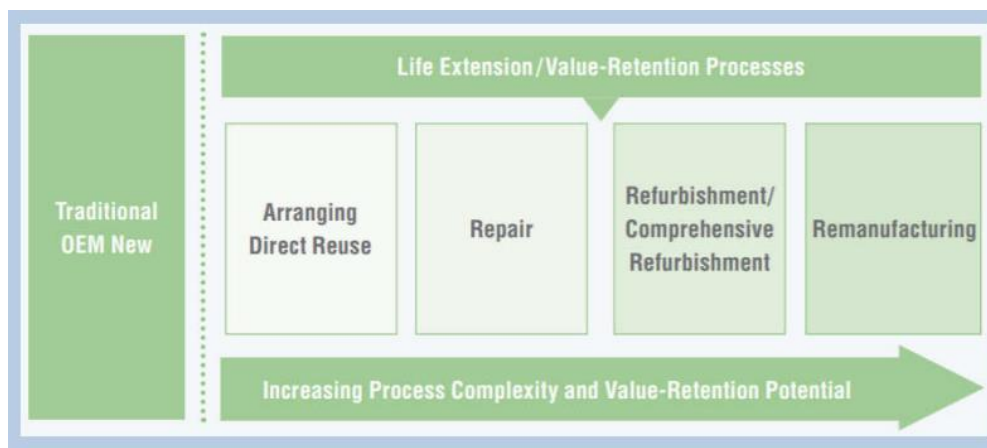 Life Extension/Value-Retention Processes
Traditional
OEM New
Arranging
Direct Reuse
Repair
Refurbishment/
Comprehensive
Refurbishment
Remanufacturing
Increasing Process Complexity and Value-Retention Potential